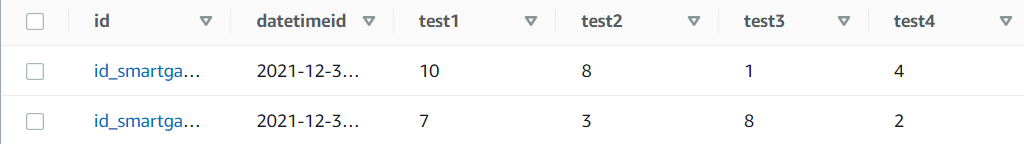 id datetimeid test1 test2 test3 test4
id_smartga... 2021-12-3... 10 8 1 4
id_smartga... 2021-12-3... 7 3 8 2